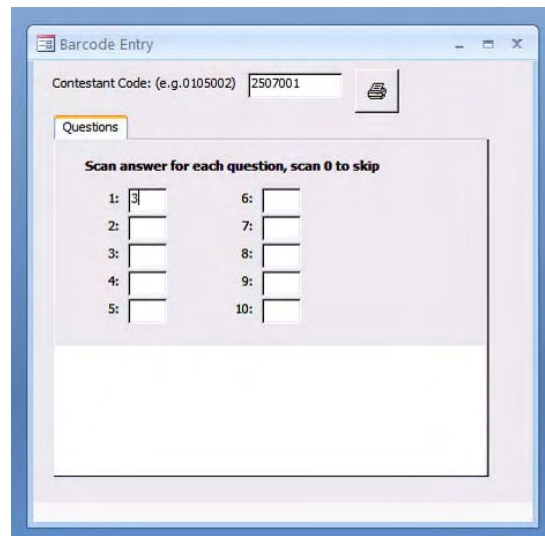 Barcode Entry
Contestant Code: (e.g.0105002) 2507001
Questions
Scan answer for each question, scan 0 to skip
1: 3 6:
2: 7:
3: 8:
4: 9:
5: 10: